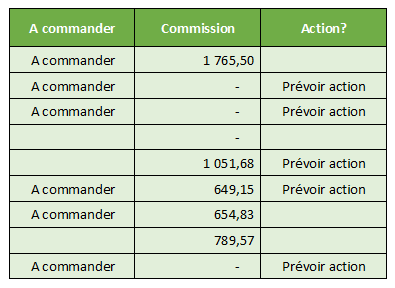 A commander Commission Action?
A commander 1 765,50
A commander - Prévoir action
A commander - Prévoir action
-
1 051,68 Prévoir action
A commander 649,15 Prévoir action
A commander 654,83
789,57
A commander - Prévoir action